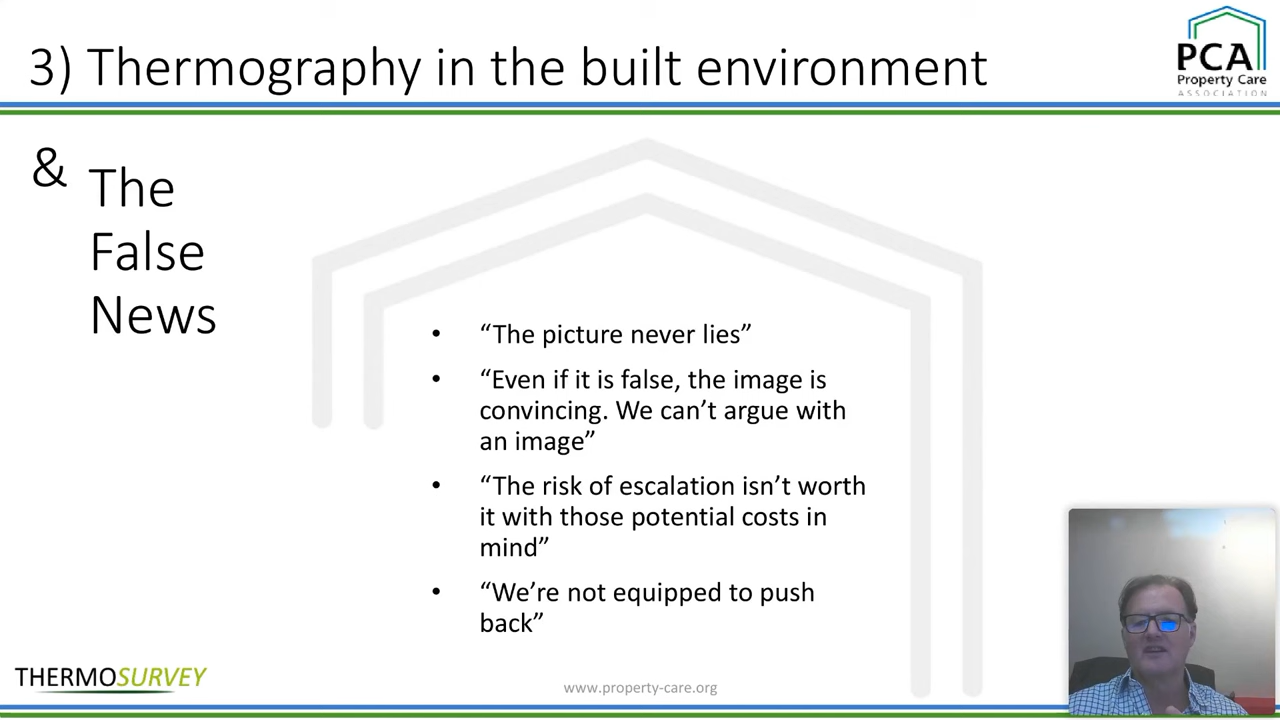 3) Thermography in the built environment
PCA
Property Care
ASSOCIATION
& The
False
News
• “The picture never lies”
• “Even if it is false, the image is
convincing. We can’t argue with
an image”
• “The risk of escalation isn’t worth
it with those potential costs in
mind”
• “We’re not equipped to push
back”
THERMOSURVEY
www.property-care.org